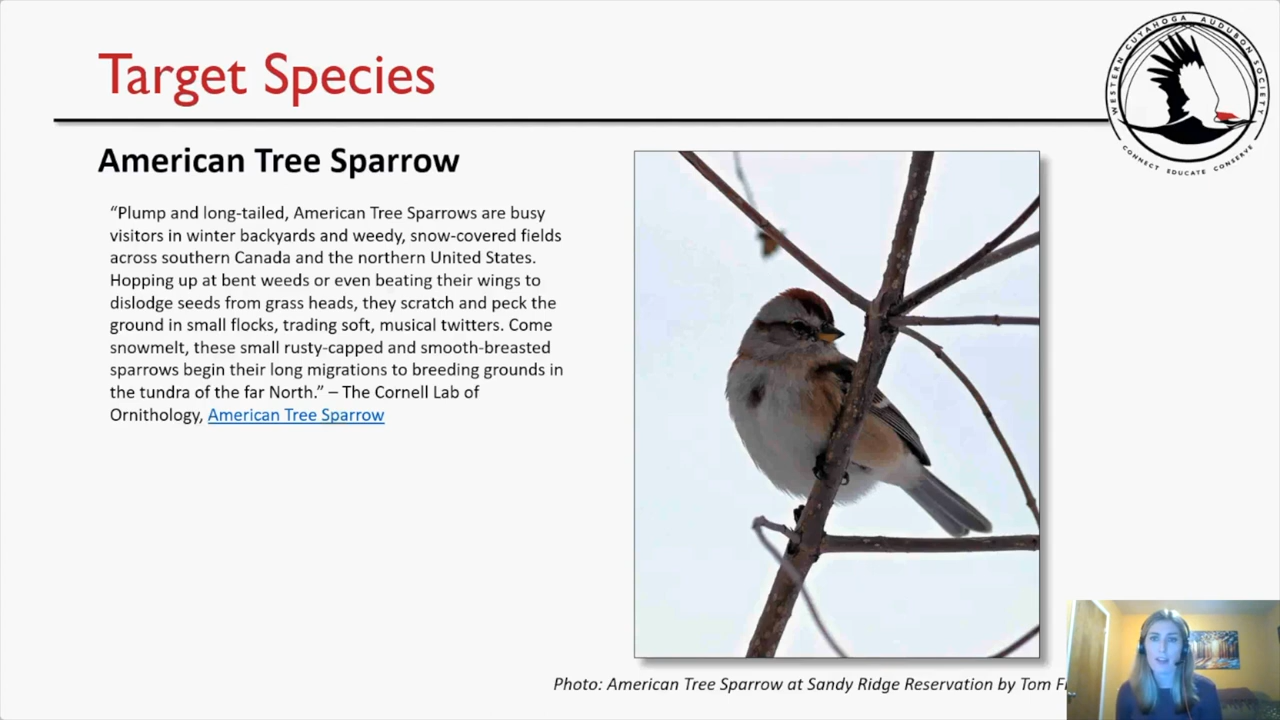 Target Species
WESTERN CUYAHOGA AUDUBON SOCIETY
CONNECT EDUCATE CONSERVE
American Tree Sparrow
“Plump and long-tailed, American Tree Sparrows are busy
visitors in winter backyards and weedy, snow-covered fields
across southern Canada and the northern United States.
Hopping up at bent weeds or even beating their wings to
dislodge seeds from grass heads, they scratch and peck the
ground in small flocks, trading soft, musical twitters. Come
snowmelt, these small rusty-capped and smooth-breasted
sparrows begin their long migrations to breeding grounds in
the tundra of the far North.” – The Cornell Lab of
Ornithology, American Tree Sparrow
Photo: American Tree Sparrow at Sandy Ridge Reservation by Tom